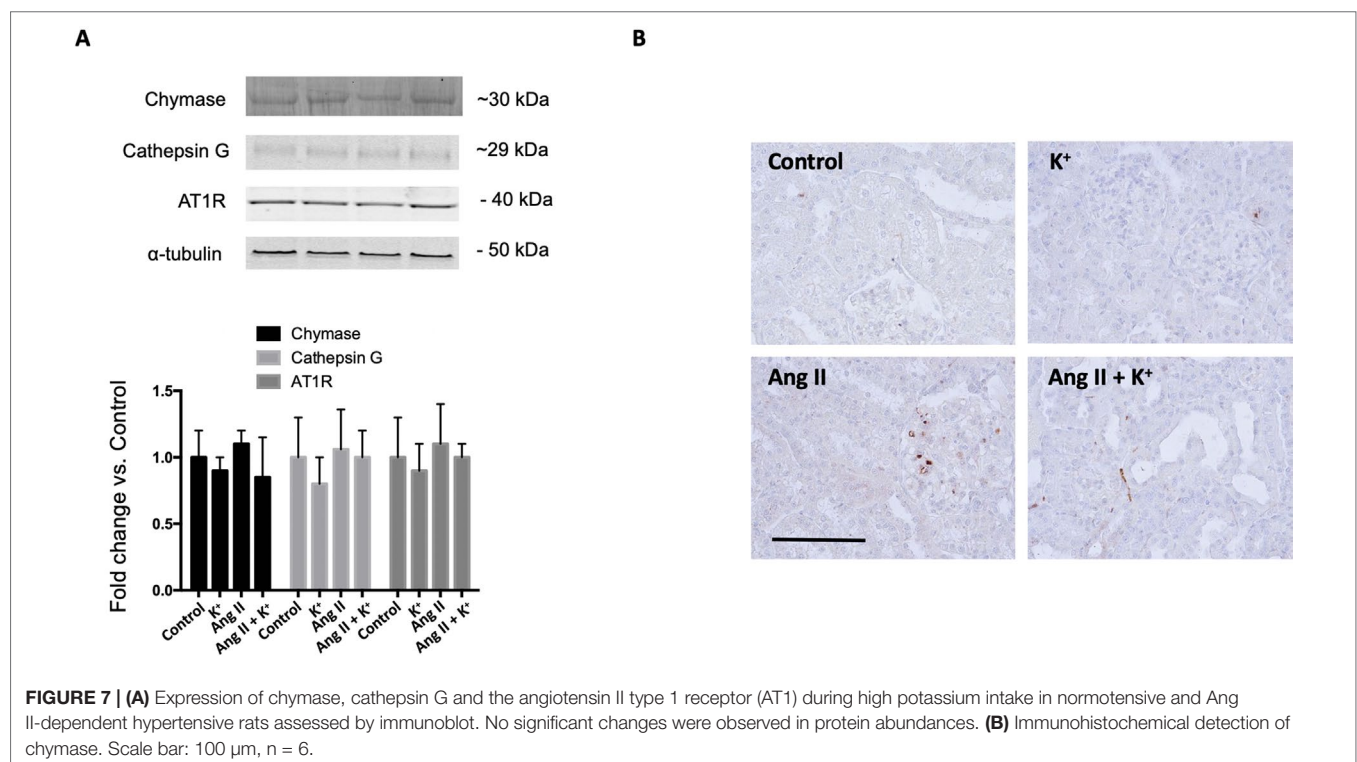 A
Chymase
~30 kDa
Cathepsin G
~29 kDa
AT1R
- 40 kDa
α-tubulin
- 50 kDa
Chymase
Cathepsin G
AT1R
Fold change vs. Control
1.5
1.0
0.5
0.0
Control
K⁺
Ang II
Ang II + K⁺
Control
K⁺
Ang II
Ang II + K⁺
Control
K⁺
Ang II
Ang II + K⁺
B
Control
K⁺
Ang II
Ang II + K⁺
FIGURE 7 | (A) Expression of chymase, cathepsin G and the angiotensin II type 1 receptor (AT1) during high potassium intake in normotensive and Ang
II-dependent hypertensive rats assessed by immunoblot. No significant changes were observed in protein abundances. (B) Immunohistochemical detection of
chymase. Scale bar: 100 µm, n = 6.